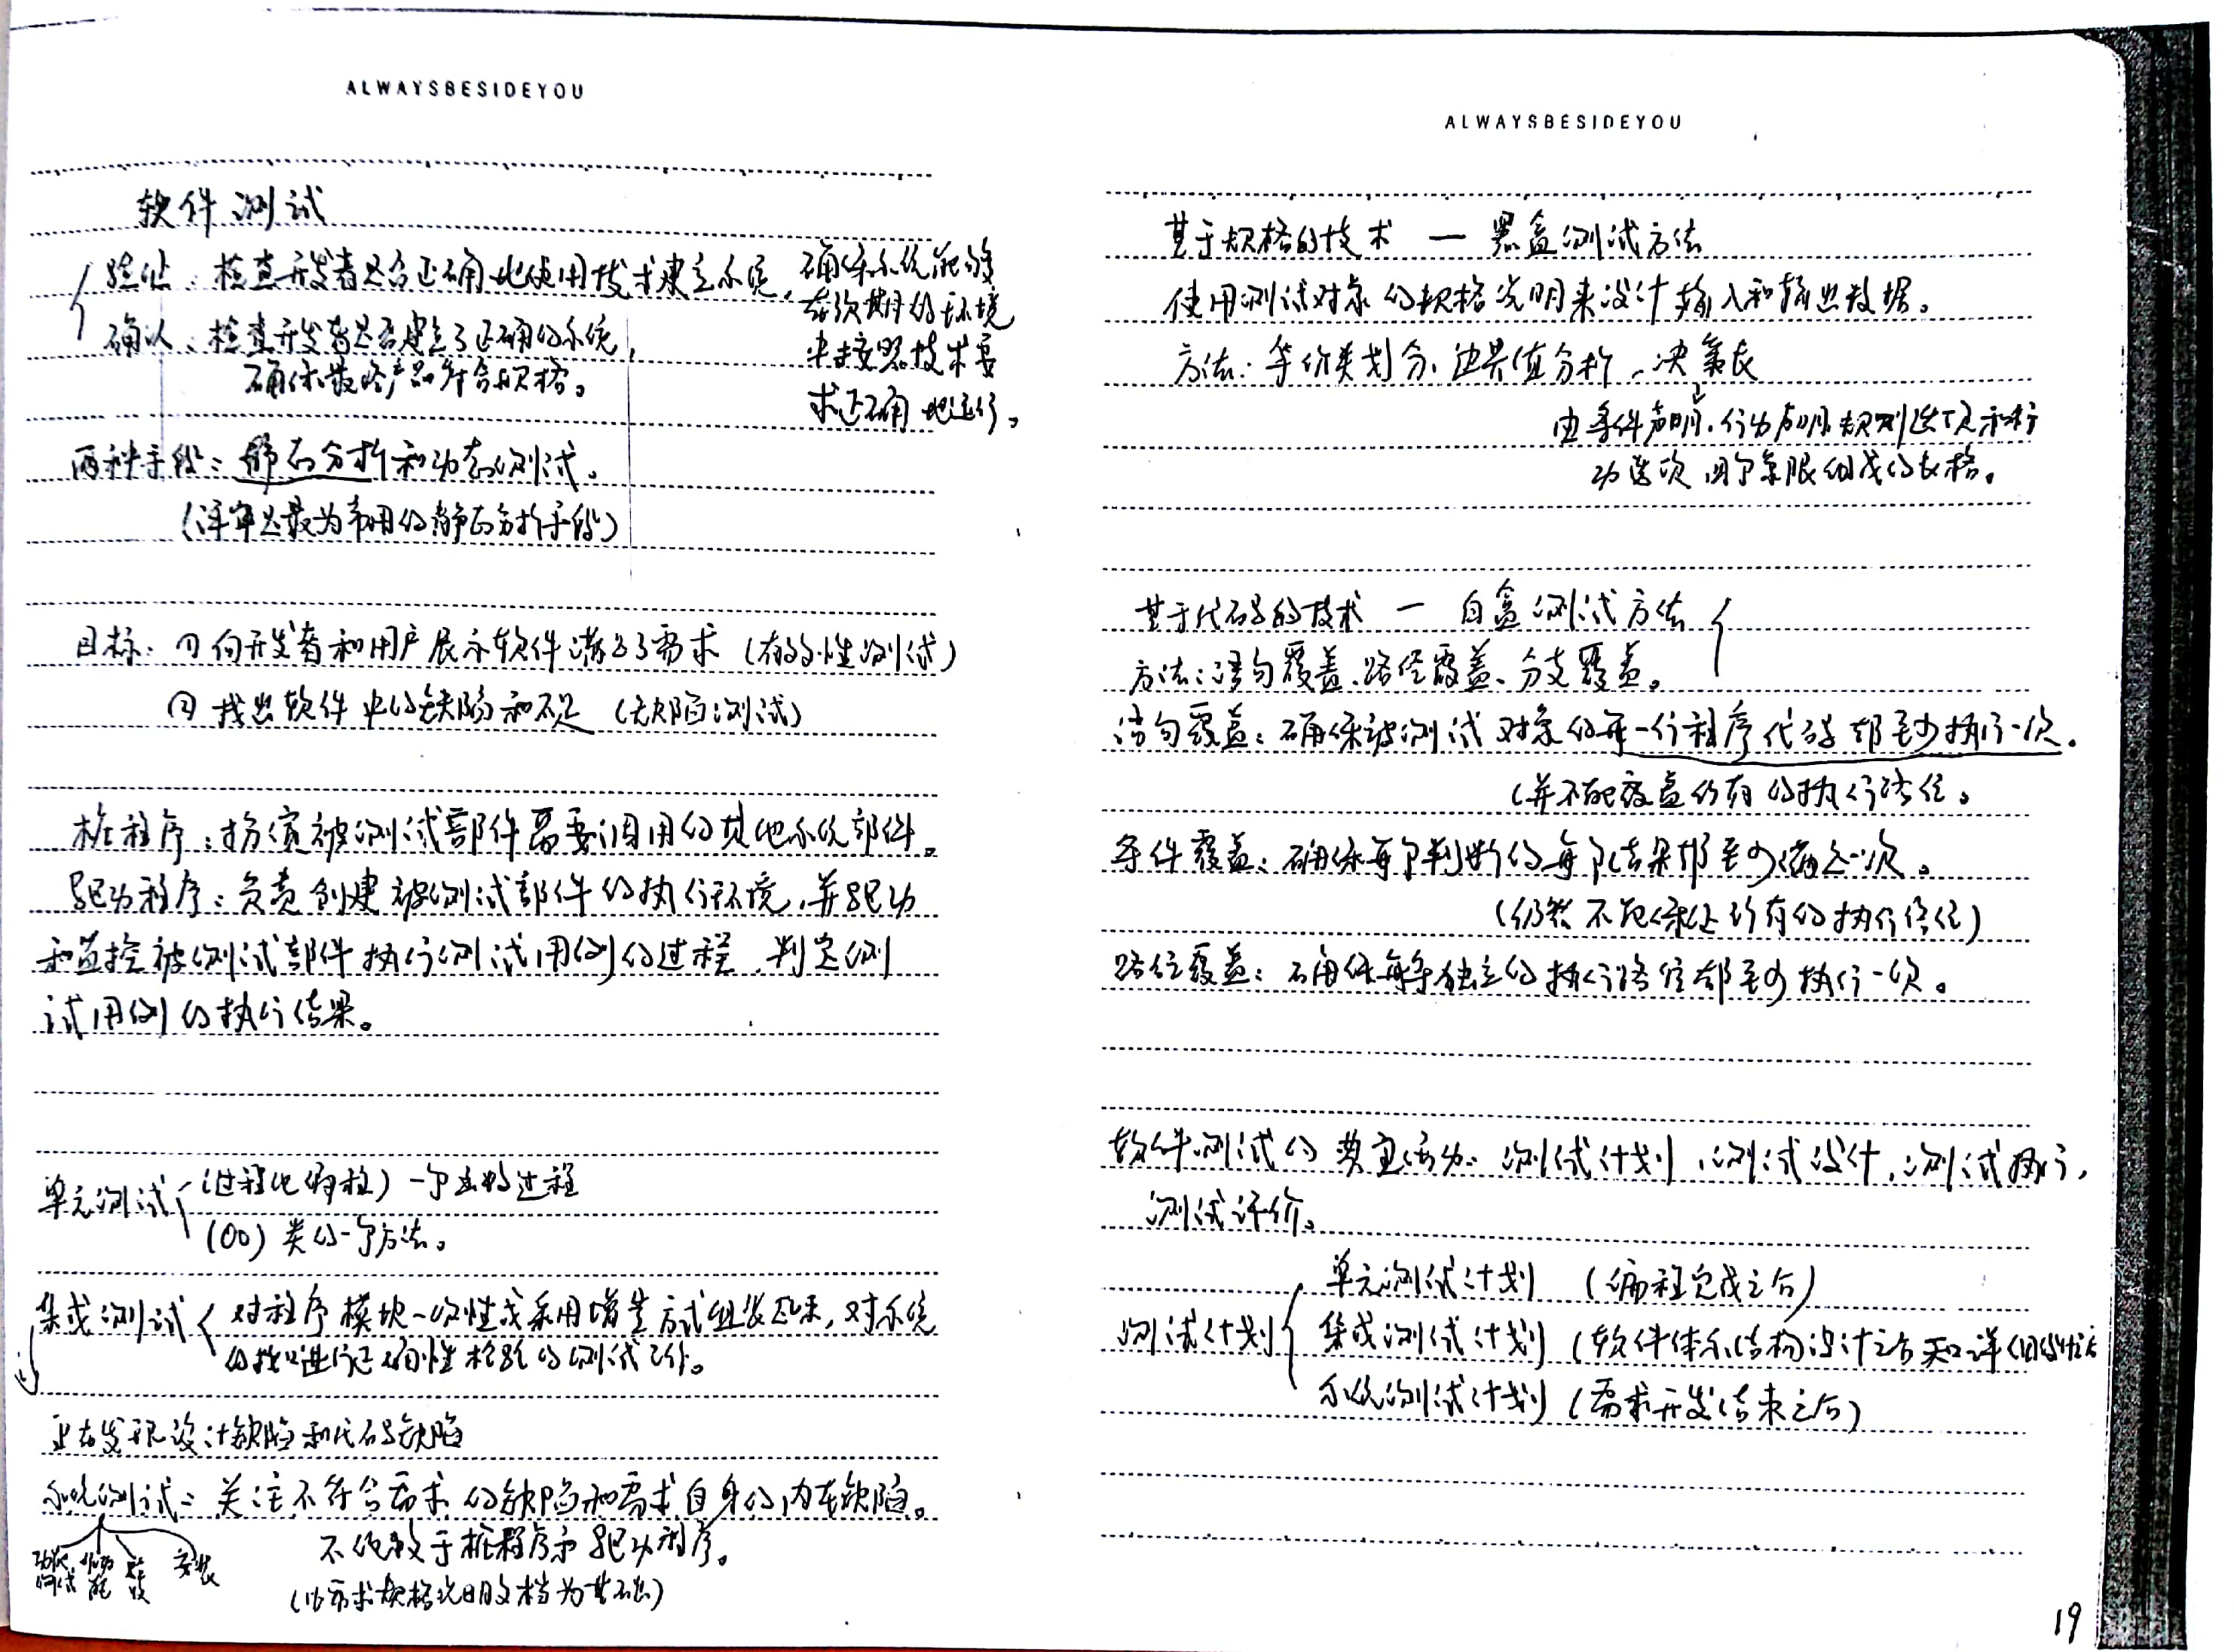 ALWAYSBESIDEYOU
软件测试
验证：检查开发者是否正确地使用技术建立系统，确保系统能够
在预期的环境
中按照技术要
求正确地运行。
确认：检查开发者是否建立了正确的系统，
确保最终产品符合规格。
两种手段：静态分析和动态测试。
（评审是最为常用的静态分析手段）
目标：① 向开发者和用户展示软件满足了需求（有效性测试）
② 找出软件中的缺陷和不足（缺陷测试）
桩程序：扮演被测试部件需要调用的其他系统部件。
驱动程序：负责创建被测试部件的执行环境，并驱动
和监控被测试部件执行测试用例的过程，判定测
试用例的执行结果。
单元测试 （过程化编程）一个函数过程
（OO）类的一个方法。
集成测试 对程序模块一次性或采用增量方式组装起来，对系统
的接口进行正确性检验的测试工作。
旨在发现设计缺陷和代码缺陷
系统测试：关注不符合需求的缺陷和需求自身的内在缺陷。
功能测试 非功能 验收 安装
不依赖于桩程序和驱动程序。
（以需求规格说明文档为基础）
ALWAYSBESIDEYOU
基于规格的技术 — 黑盒测试方法
使用测试对象的规格说明来设计输入和输出数据。
方法：等价类划分、边界值分析、决策表
由条件声明、行动声明、规则选项和行
动选项四个象限组成的表格。
基于代码的技术 — 白盒测试方法
方法：语句覆盖、路径覆盖、分支覆盖。
语句覆盖：确保被测试对象的每一行程序代码都至少执行一次。
（并不能覆盖所有的执行路径。
条件覆盖：确保每个判断的每个结果都至少满足一次。
（仍然不能保证所有的执行路径）
路径覆盖：确保每条独立的执行路径都至少执行一次。
软件测试的典型活动：测试计划、测试设计、测试执行、
测试评价。
测试计划 单元测试计划（编程完成之后）
集成测试计划（软件体系结构设计之后和详细设计之后
系统测试计划（需求开发结束之后）
19